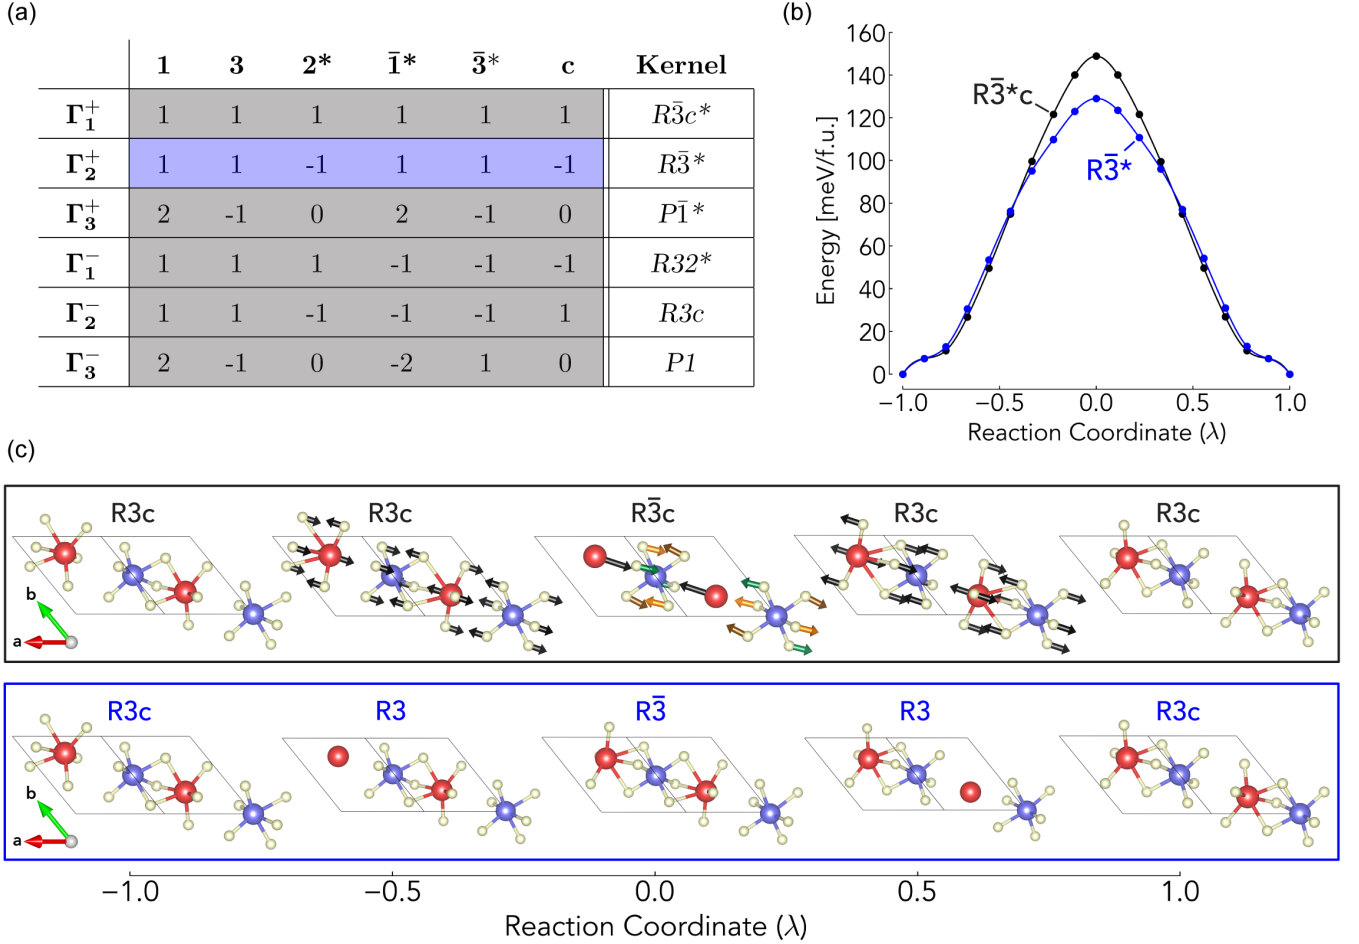 (a)
1 3 2* 1̄* 3̄* c Kernel
Γ₁⁺ 1 1 1 1 1 1 R3̄c*
Γ₂⁺ 1 1 -1 1 1 -1 R3̄*
Γ₃⁺ 2 -1 0 2 -1 0 P1̄*
Γ₁⁻ 1 1 1 -1 -1 -1 R32*
Γ₂⁻ 1 1 -1 -1 -1 1 R3c
Γ₃⁻ 2 -1 0 -2 1 0 P1
(b)
160
140
120
100
80
60
40
20
0
Energy [meV/f.u.]
R3̄*c
R3̄*
−1.0 −0.5 0.0 0.5 1.0
Reaction Coordinate (λ)
(c)
R3c R3c R3̄c R3c R3c
b
a
R3c R3 R3̄ R3 R3c
b
a
−1.0 −0.5 0.0 0.5 1.0
Reaction Coordinate (λ)